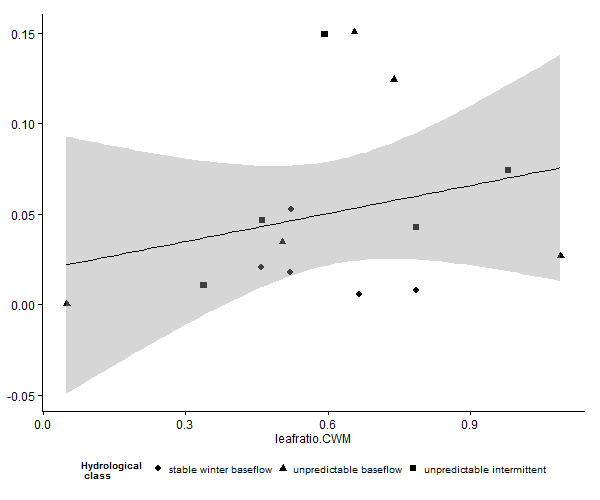 0.15
0.10
0.05
0.00
-0.05
0.0 0.3 0.6 0.9
leafratio.CWM
Hydrological
class
stable winter baseflow unpredictable baseflow unpredictable intermittent